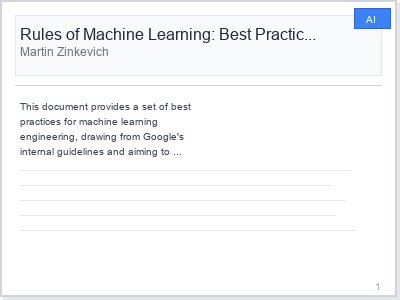 AI
Rules of Machine Learning: Best Practic...
Martin Zinkevich
This document provides a set of best
practices for machine learning
engineering, drawing from Google's
internal guidelines and aiming to ...
1